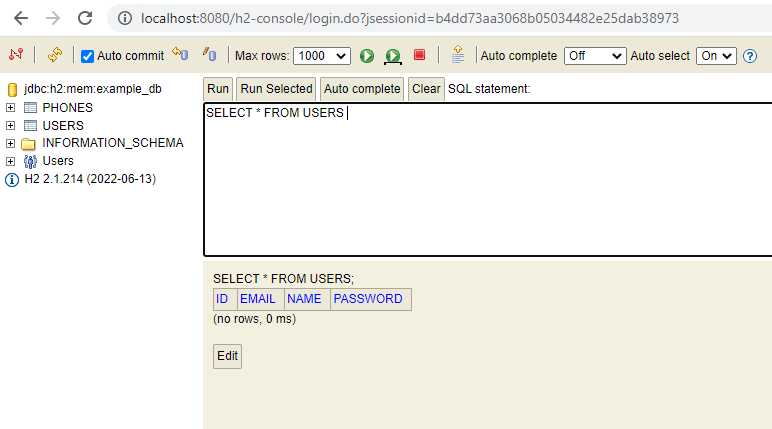 localhost:8080/h2-console/login.do?jsessionid=b4dd73aa3068b05034482e25dab38973
Auto commit Max rows: 1000 Auto complete Off Auto select On ?
jdbc:h2:mem:example_db
PHONES
USERS
INFORMATION_SCHEMA
Users
H2 2.1.214 (2022-06-13)
Run Run Selected Auto complete Clear SQL statement:
SELECT * FROM USERS
SELECT * FROM USERS;
ID EMAIL NAME PASSWORD
(no rows, 0 ms)
Edit